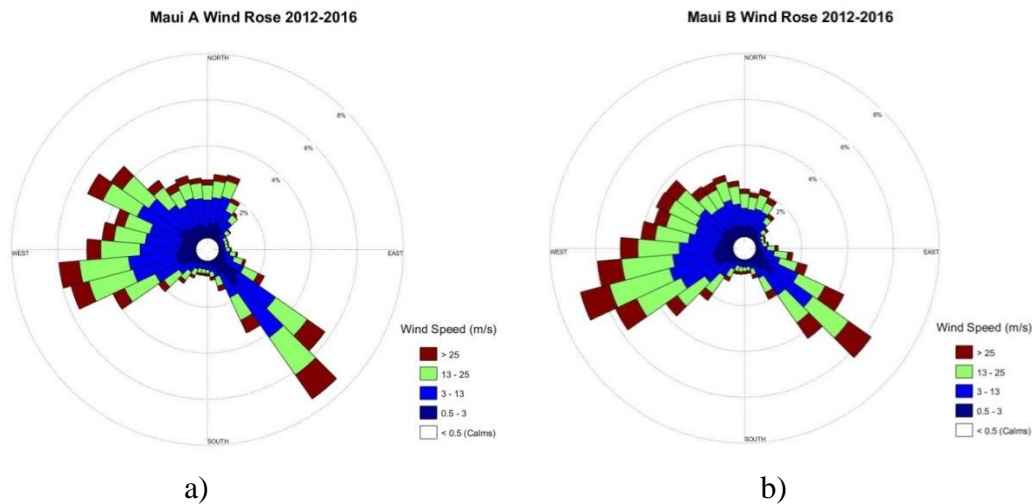 Maui A Wind Rose 2012-2016
NORTH
8%
6%
4%
2%
WEST
EAST
SOUTH
Wind Speed (m/s)
> 25
13 - 25
3 - 13
0.5 - 3
< 0.5 (Calms)
a)
Maui B Wind Rose 2012-2016
NORTH
8%
6%
4%
2%
WEST
EAST
SOUTH
Wind Speed (m/s)
> 25
13 - 25
3 - 13
0.5 - 3
< 0.5 (Calms)
b)